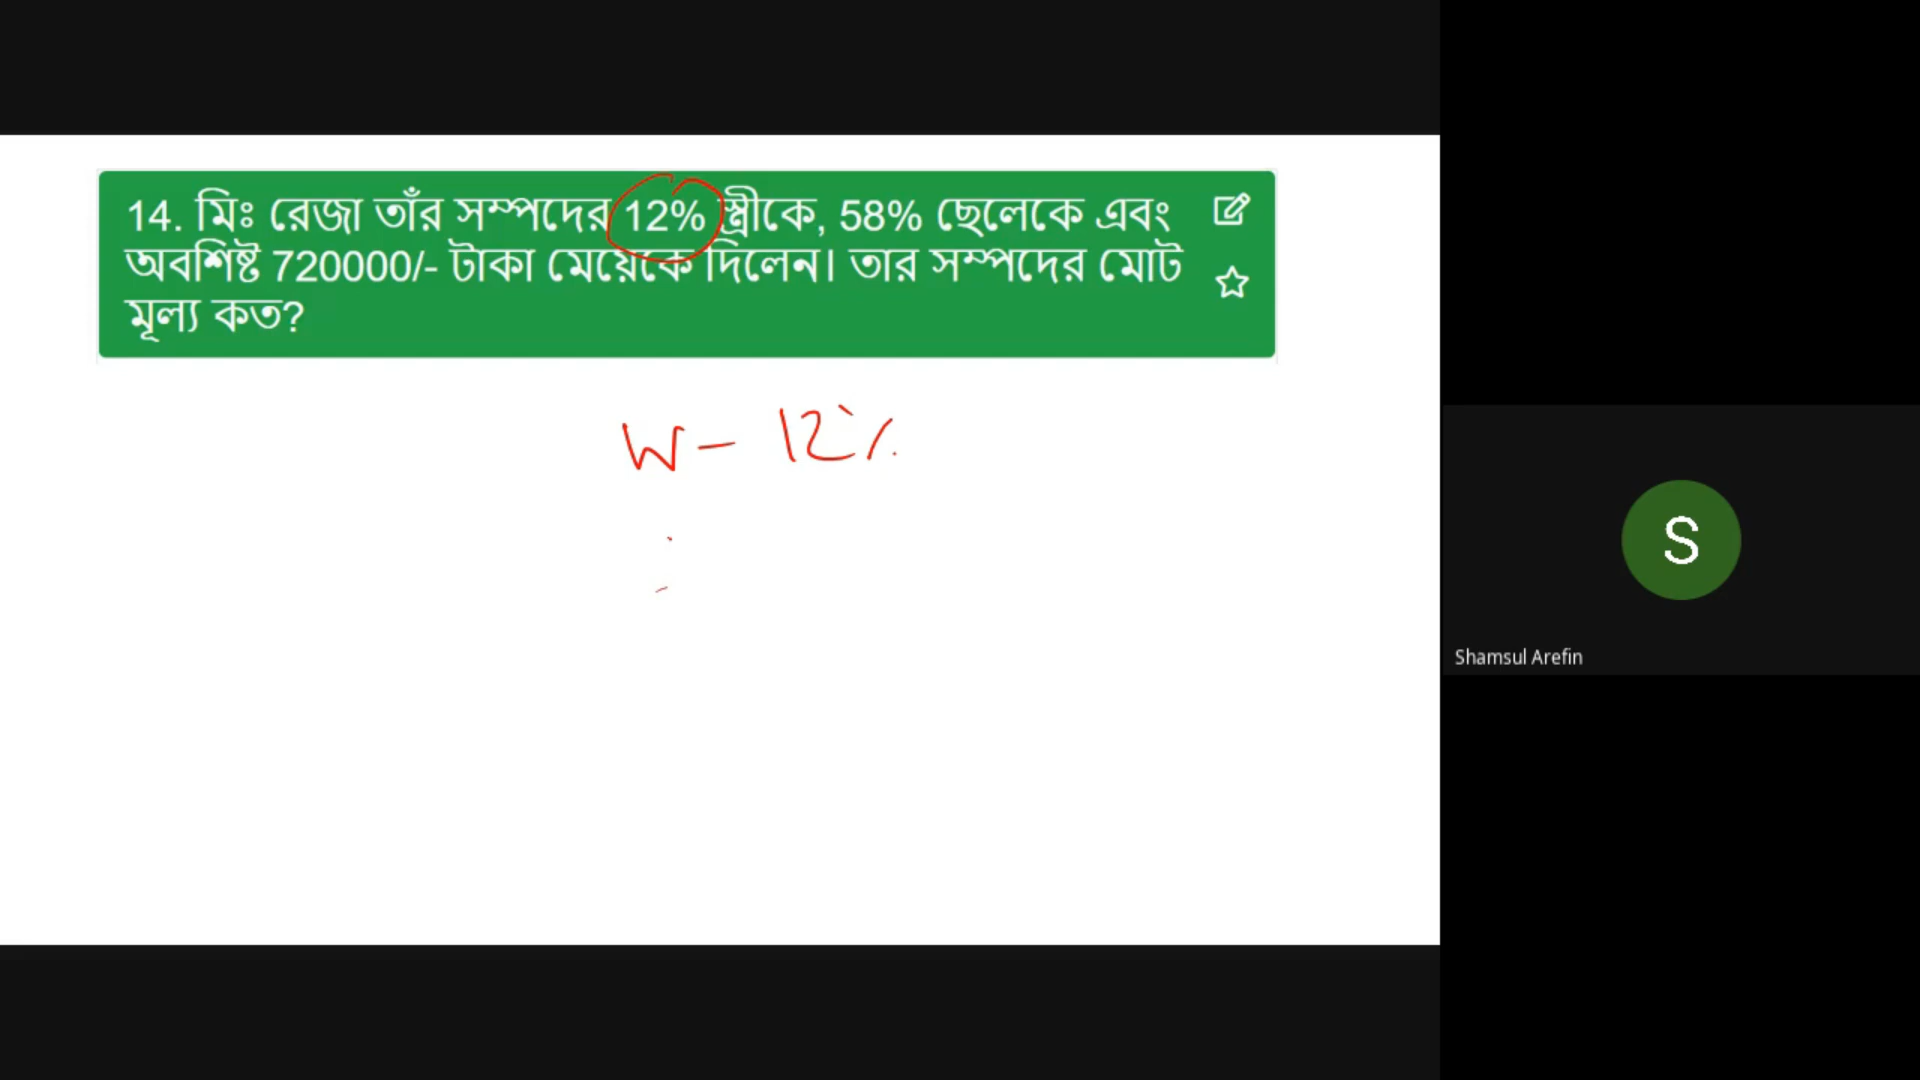 14. মিঃ রেজা তাঁর সম্পদের 12% স্ত্রীকে, 58% ছেলেকে এবং
অবশিষ্ট 720000/- টাকা মেয়েকে দিলেন। তার সম্পদের মোট
মূল্য কত?
W - 12%
S
Shamsul Arefin